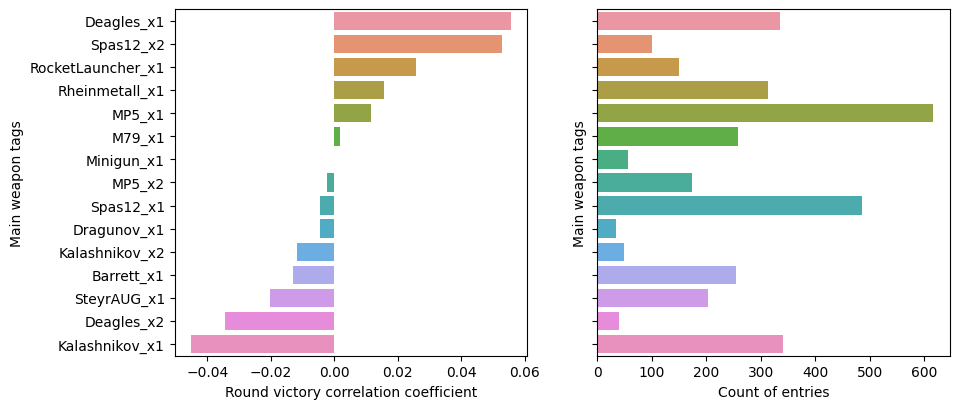 Main weapon tags
Deagles_x1
Spas12_x2
RocketLauncher_x1
Rheinmetall_x1
MP5_x1
M79_x1
Minigun_x1
MP5_x2
Spas12_x1
Dragunov_x1
Kalashnikov_x2
Barrett_x1
SteyrAUG_x1
Deagles_x2
Kalashnikov_x1
−0.04 −0.02 0.00 0.02 0.04 0.06
Round victory correlation coefficient
Main weapon tags
0 100 200 300 400 500 600
Count of entries